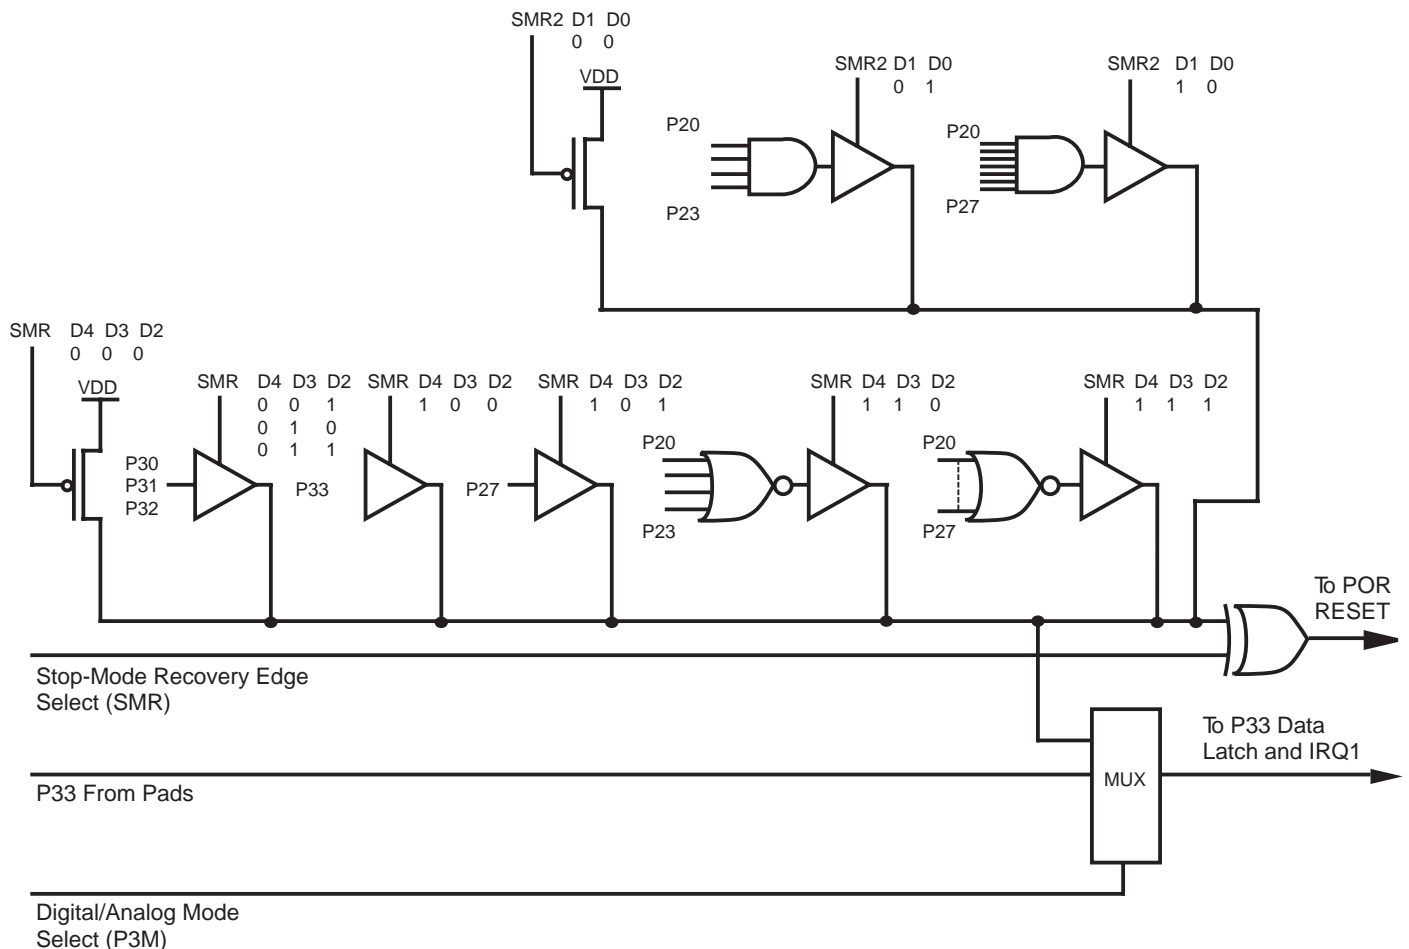 SMR2 D1 D0
0 0
VDD
SMR2 D1 D0
0 1
SMR2 D1 D0
1 0
P20
P23
P20
P27
SMR D4 D3 D2
0 0 0
VDD
SMR D4 D3 D2
0 0 1
0 1 0
0 1 1
SMR D4 D3 D2
1 0 0
SMR D4 D3 D2
1 0 1
SMR D4 D3 D2
1 1 0
SMR D4 D3 D2
1 1 1
P30
P31
P32
P33
P27
P20
P23
P20
P27
To POR
RESET
Stop-Mode Recovery Edge
Select (SMR)
To P33 Data
Latch and IRQ1
MUX
P33 From Pads
Digital/Analog Mode
Select (P3M)